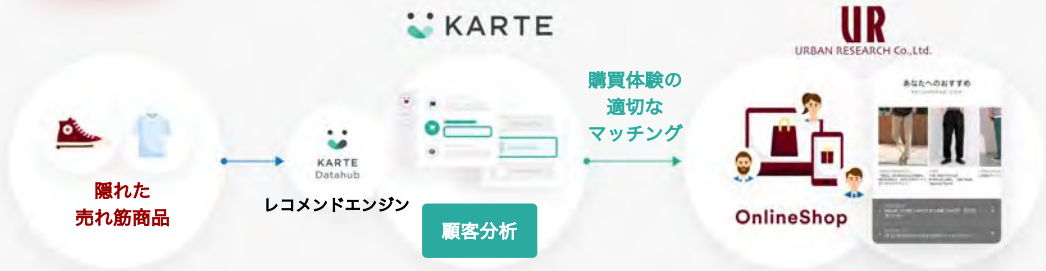 KARTE
UR
URBAN RESEARCH Co.,Ltd.
隠れた
売れ筋商品
KARTE
Datahub
レコメンドエンジン
顧客分析
購買体験の
適切な
マッチング
OnlineShop
あなたへのおすすめ